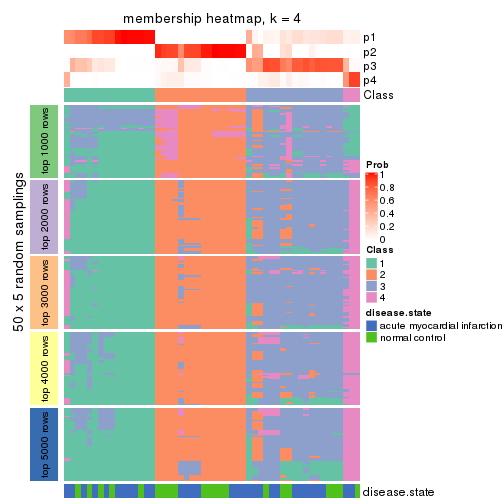 membership heatmap, k = 4
p1
p2
p3
p4
Class
50 x 5 random samplings
top 1000 rows
top 2000 rows
top 3000 rows
top 4000 rows
top 5000 rows
Prob
1
0.8
0.6
0.4
0.2
0
Class
1
2
3
4
disease.state
acute myocardial infarction
normal control
disease.state